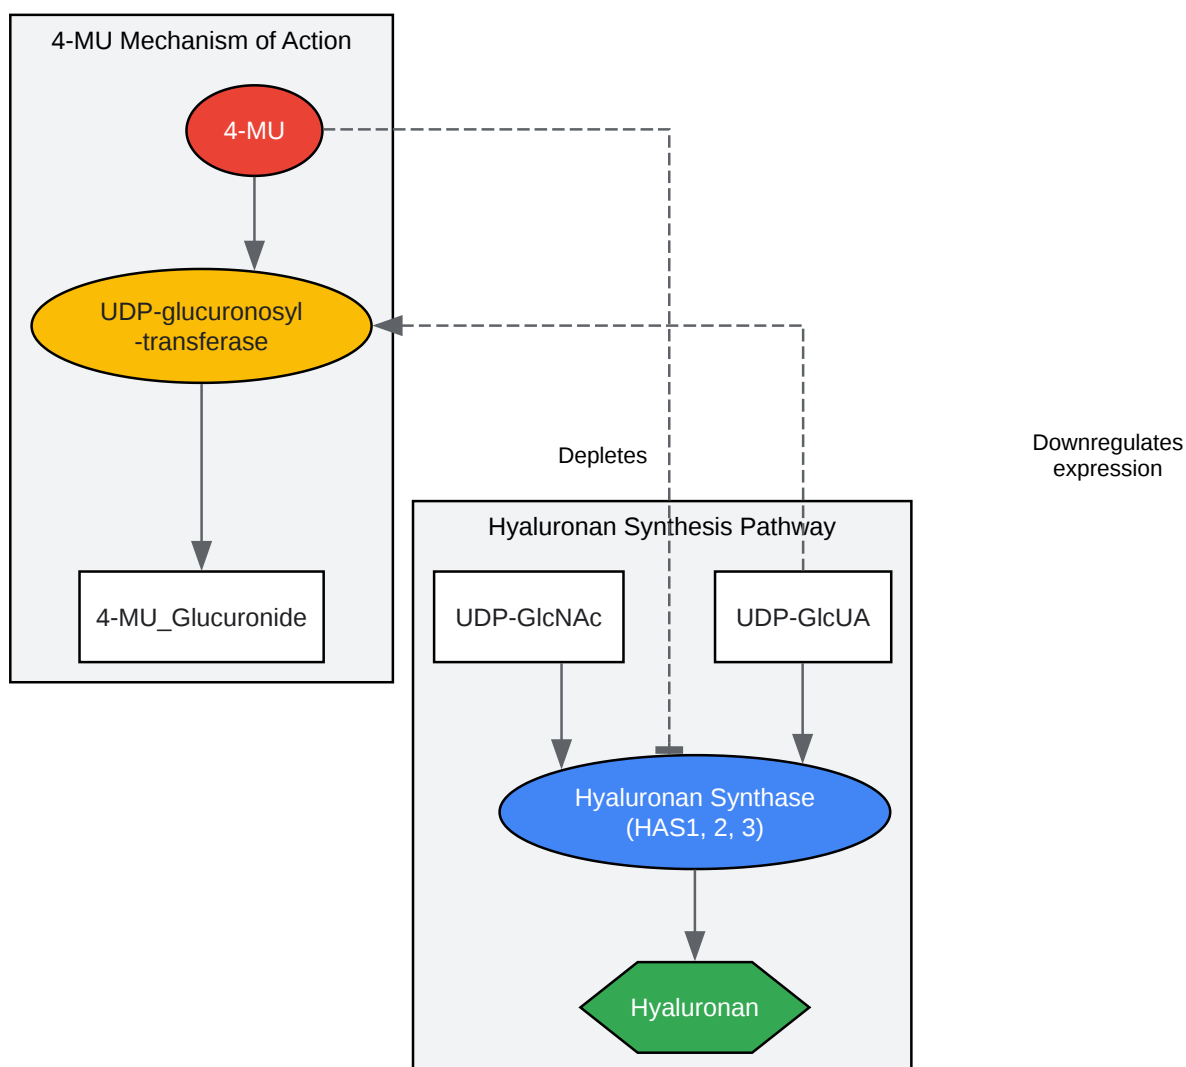 4-MU Mechanism of Action
4-MU
UDP-glucuronosyl
-transferase
Depletes
Downregulates
expression
Hyaluronan Synthesis Pathway
4-MU_Glucuronide
UDP-GlcNAc
UDP-GlcUA
Hyaluronan Synthase
(HAS1, 2, 3)
Hyaluronan